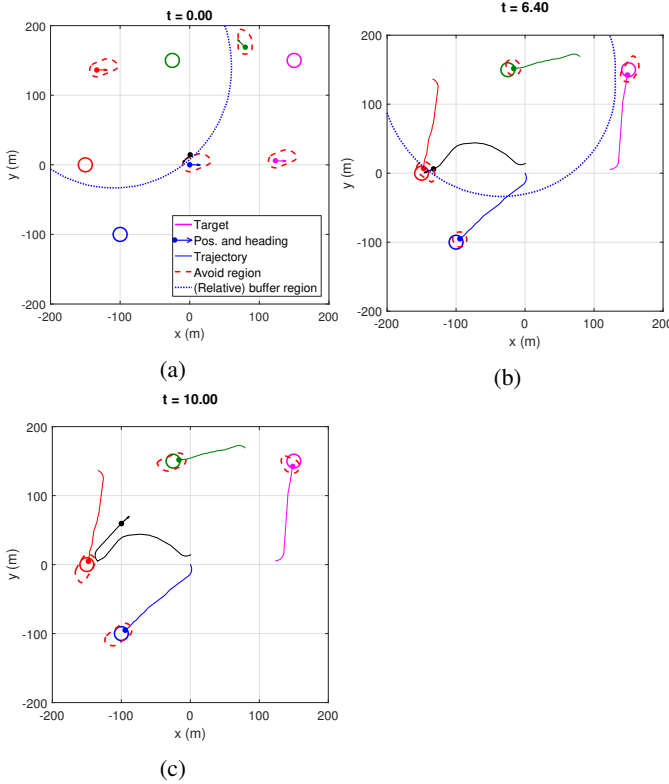 t = 0.00
200
100
0
-100
-200
-200
-100
0
100
200
y (m)
x (m)
Target
Pos. and heading
Trajectory
Avoid region
(Relative) buffer region
(a)
t = 6.40
200
100
0
-100
-200
-200
-100
0
100
200
y (m)
x (m)
(b)
t = 10.00
200
100
0
-100
-200
-200
-100
0
100
200
y (m)
x (m)
(c)